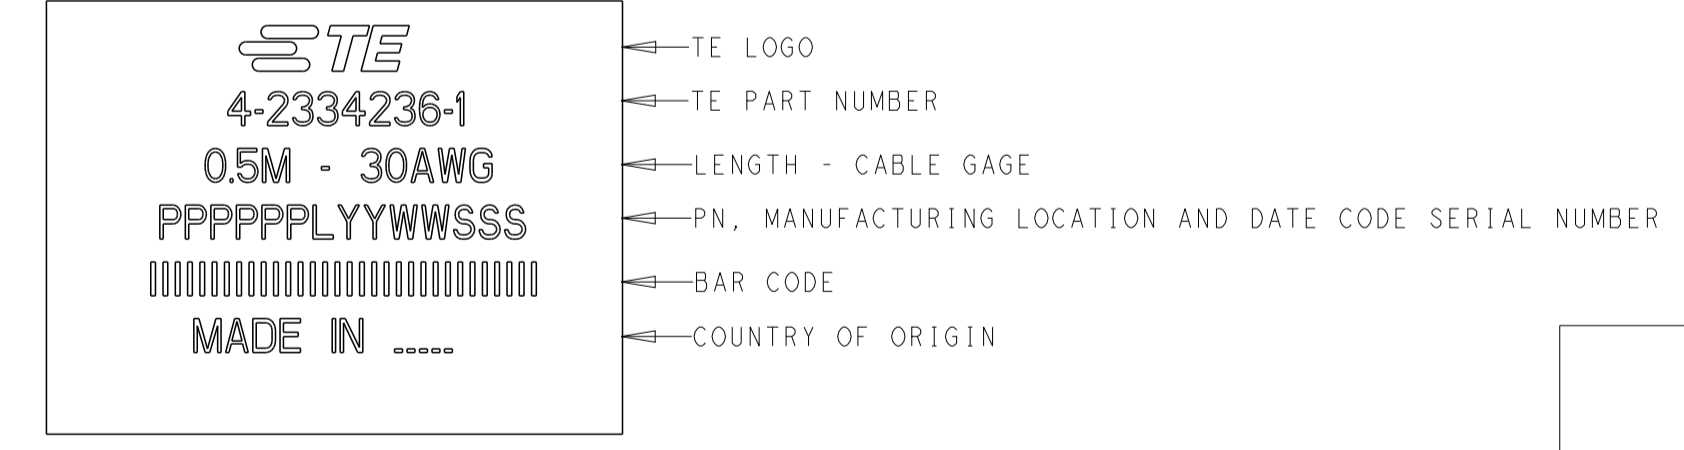 TE
TE LOGO
4-2334236-1
TE PART NUMBER
0.5M - 30AWG
LENGTH - CABLE GAGE
PPPPPPLYYWWSSS
PN, MANUFACTURING LOCATION AND DATE CODE SERIAL NUMBER
BAR CODE
MADE IN _____
COUNTRY OF ORIGIN